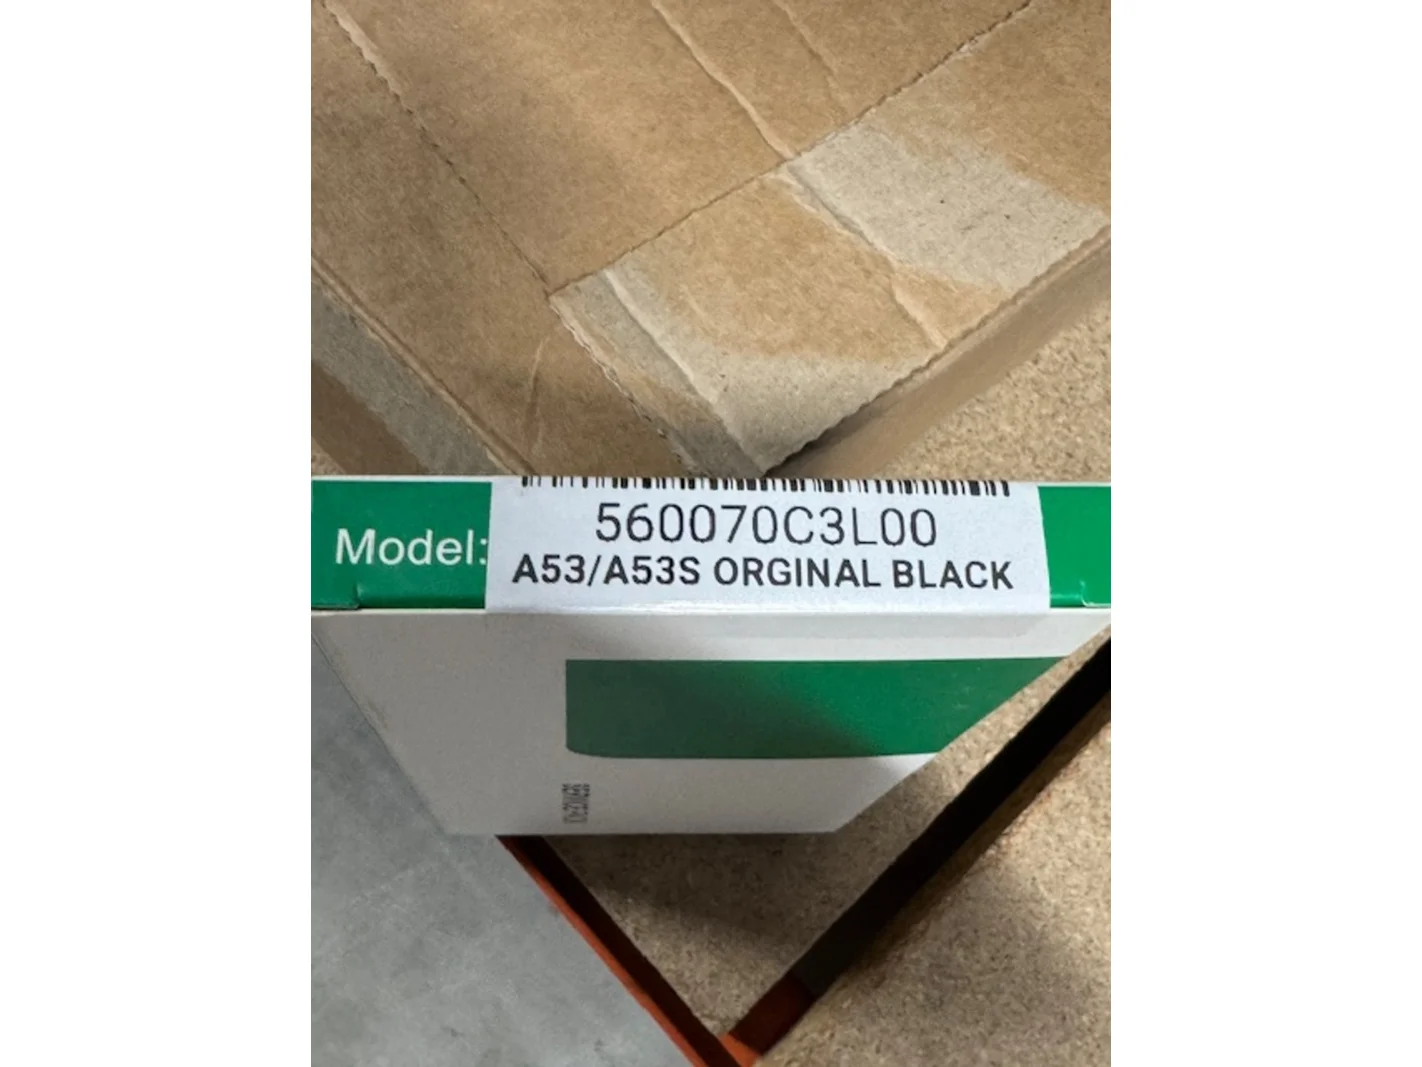 Model:
560070C3L00
A53/A53S ORGINAL BLACK